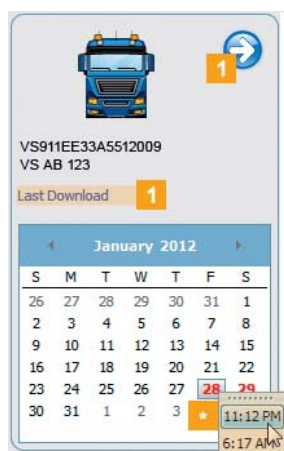 1
VS911EE33A5512009
VS AB 123
Last Download 1
January 2012
S M T W T F S
26 27 28 29 30 31 1
2 3 4 5 6 7 8
9 10 11 12 13 14 15
16 17 18 19 20 21 22
23 24 25 26 27 28 29
30 31 1 2 3 *
11:12 PM
6:17 AM